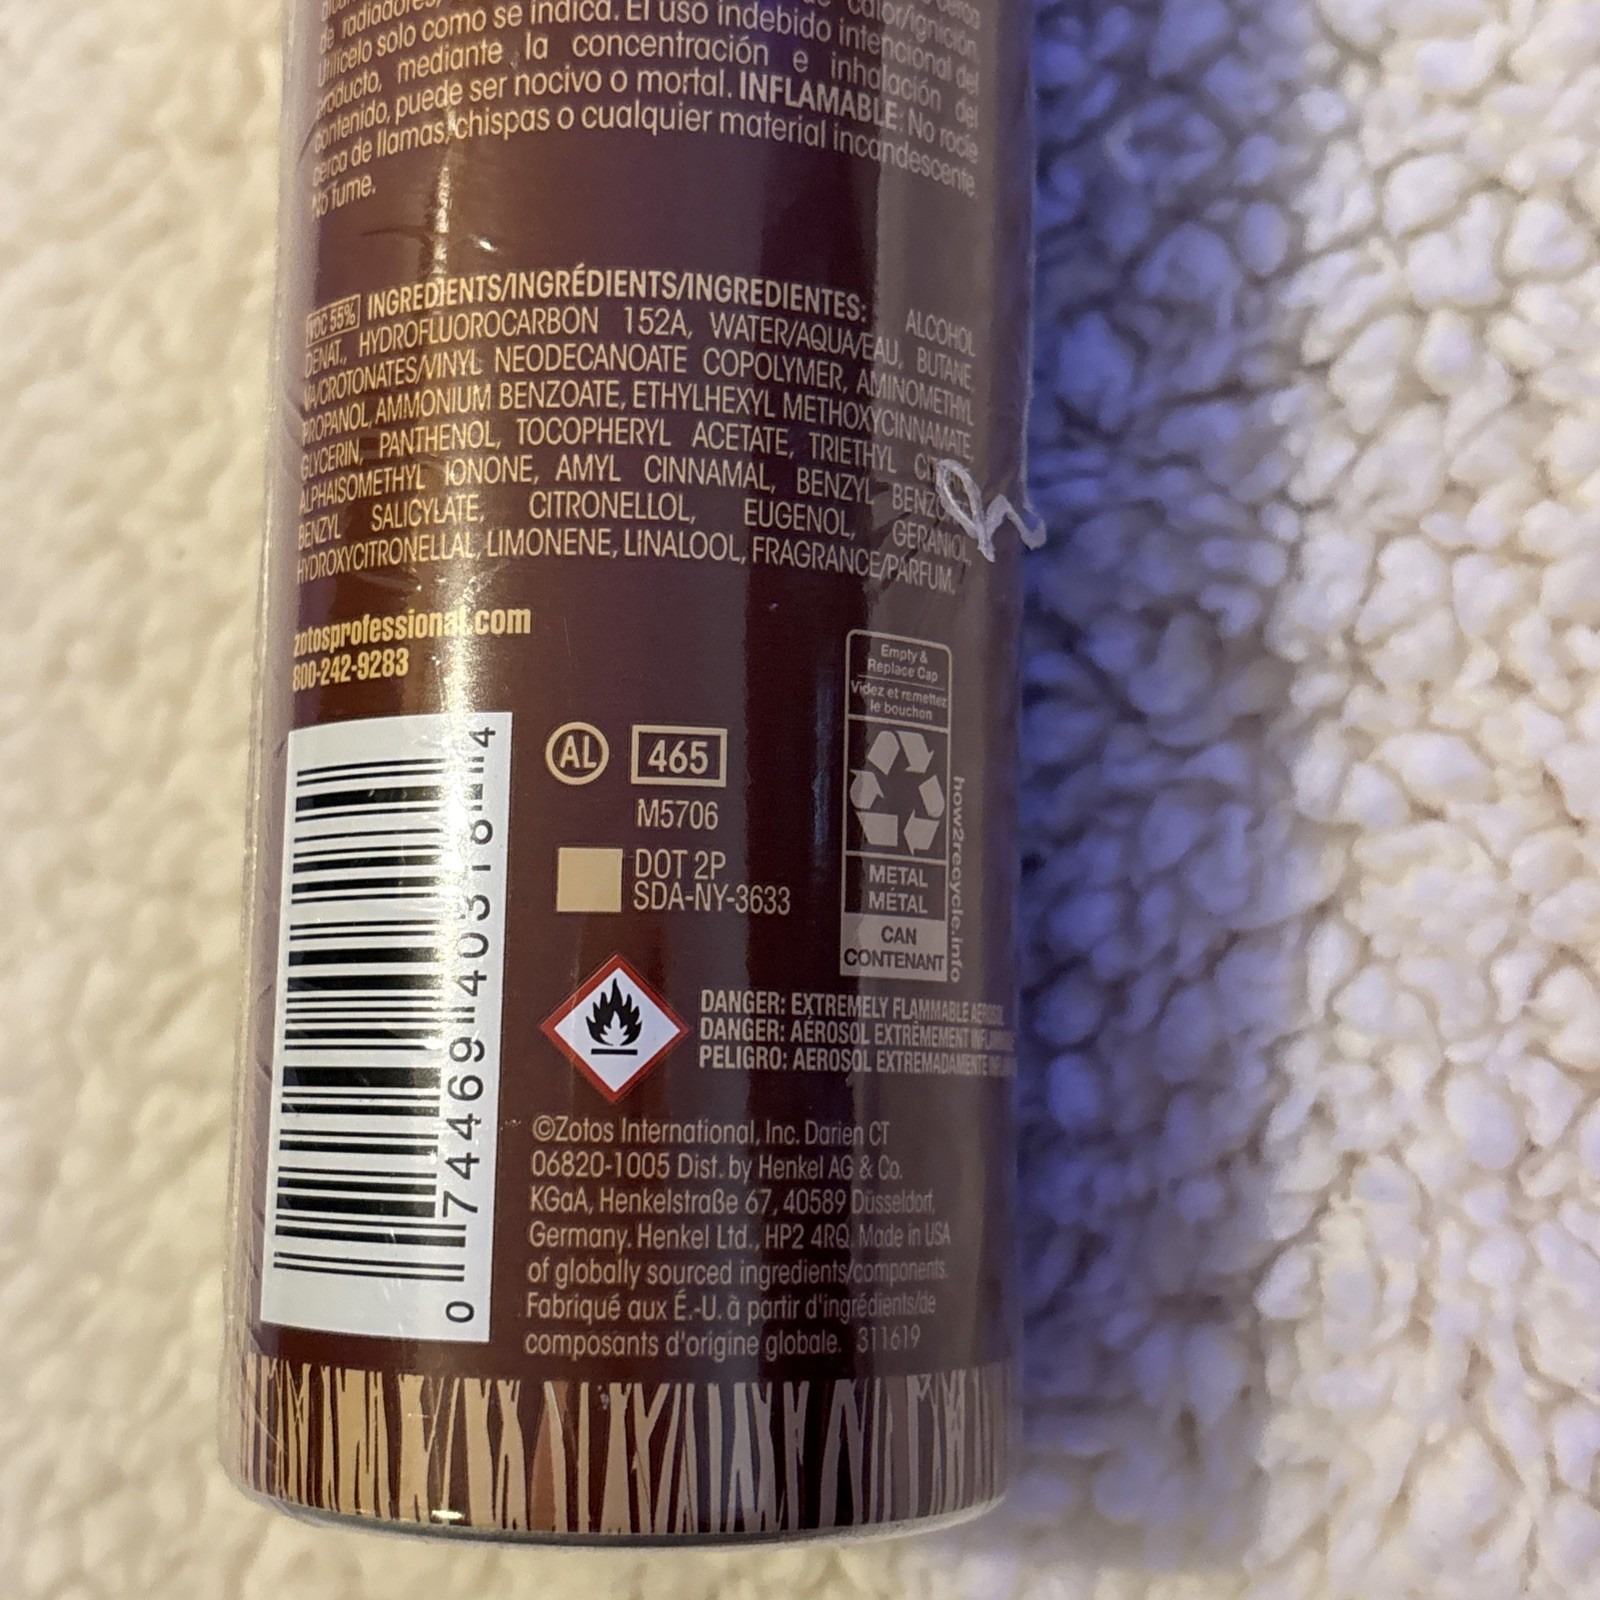 de radiadores, calor/ignición.
Utilícelo solo como se indica. El uso indebido intencional del
producto, mediante la concentración e inhalación del
contenido, puede ser nocivo o mortal. INFLAMABLE: No rocíe
cerca de llamas, chispas o cualquier material incandescente.
No fume.
VOC 55% INGREDIENTS/INGRÉDIENTS/INGREDIENTES: ALCOHOL
DENAT., HYDROFLUOROCARBON 152A, WATER/AQUA/EAU, BUTANE,
VA/CROTONATES/VINYL NEODECANOATE COPOLYMER, AMINOMETHYL
PROPANOL, AMMONIUM BENZOATE, ETHYLHEXYL METHOXYCINNAMATE,
GLYCERIN, PANTHENOL, TOCOPHERYL ACETATE, TRIETHYL
ALPHAISOMETHYL IONONE, AMYL CINNAMAL, BENZYL
BENZYL SALICYLATE, CITRONELLOL, EUGENOL, GERANIOL,
HYDROXYCITRONELLAL, LIMONENE, LINALOOL, FRAGRANCE/PARFUM.
zotosprofessional.com
800-242-9283
Empty &
Replace Cap
Videz et remettez
le bouchon
how2recycle.info
METAL
MÉTAL
CAN
CONTENANT
AL 465
M5706
DOT 2P
SDA-NY-3633
0 74469 40318 4
DANGER: EXTREMELY FLAMMABLE AEROSOL
DANGER: AÉROSOL EXTRÊMEMENT
PELIGRO: AEROSOL EXTREMADAMENTE
©Zotos International, Inc. Darien CT
06820-1005 Dist. by Henkel AG & Co.
KGaA, Henkelstraße 67, 40589 Düsseldorf,
Germany. Henkel Ltd., HP2 4RQ. Made in USA
of globally sourced ingredients/components.
Fabriqué aux É.-U. à partir d'ingrédients/de
composants d'origine globale. 311619